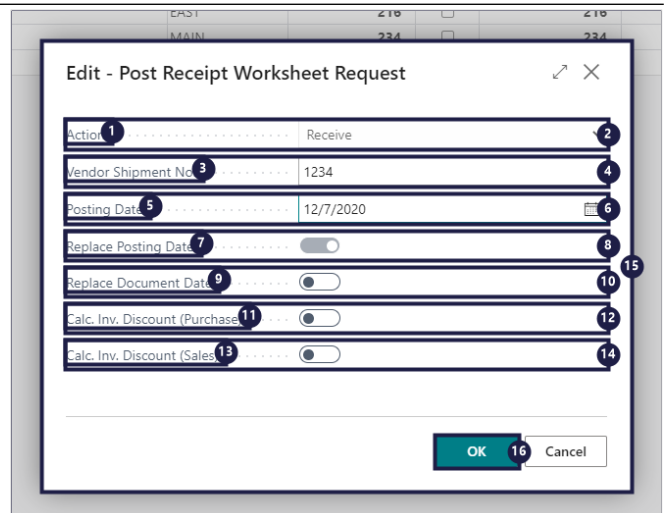 EAST 216 216
MAIN 234 234
Edit - Post Receipt Worksheet Request
Action 1 Receive 2
Vendor Shipment No 3 1234 4
Posting Date 5 12/7/2020 6
Replace Posting Date 7 8
Replace Document Date 9 10
15
Calc. Inv. Discount (Purchase 11 12
Calc. Inv. Discount (Sales 13 14
OK 16 Cancel